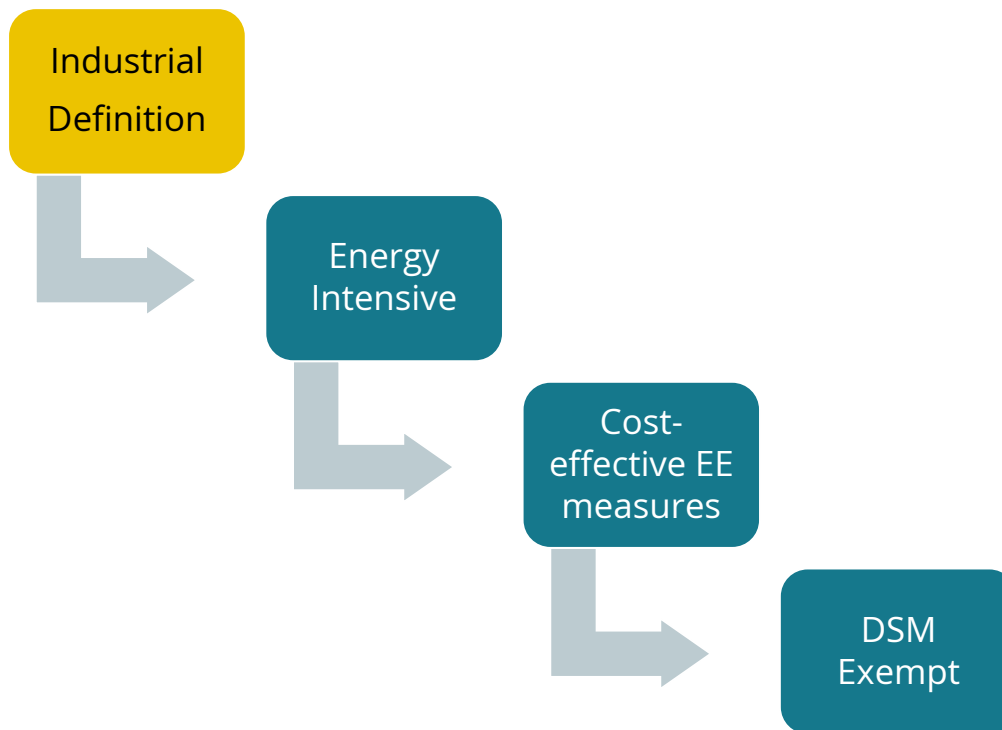 Industrial
Definition
Energy
Intensive
Cost-
effective EE
measures
DSM
Exempt